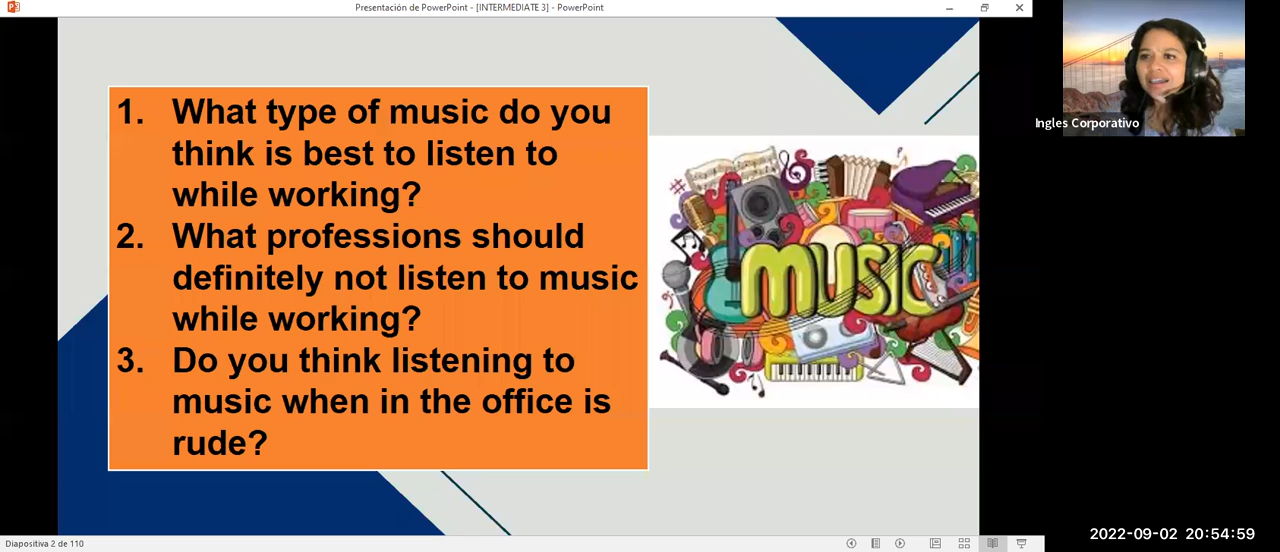 Presentación de PowerPoint - [INTERMEDIATE 3] - PowerPoint
1. What type of music do you
think is best to listen to
while working?
2. What professions should
definitely not listen to music
while working?
3. Do you think listening to
music when in the office is
rude?
MUSIC
Ingles Corporativo
Diapositiva 2 de 110
2022-09-02 20:54:59